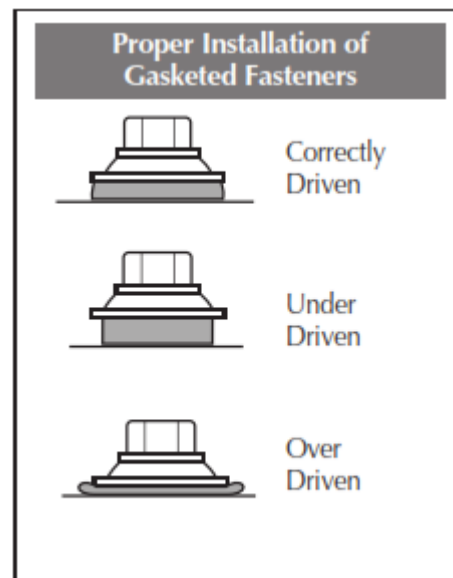 Proper Installation of
Gasketed Fasteners
Correctly
Driven
Under
Driven
Over
Driven